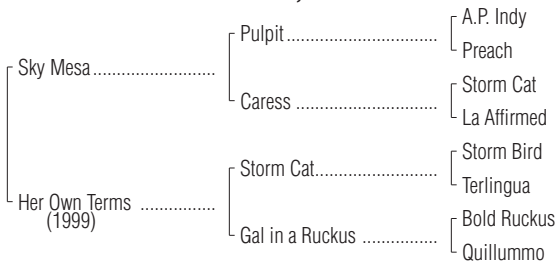 A.P. Indy
Pulpit
Preach
Sky Mesa
Storm Cat
Caress
La Affirmed
Storm Bird
Storm Cat
Terlingua
Her Own Terms
(1999)
Bold Ruckus
Gal in a Ruckus
Quillummo